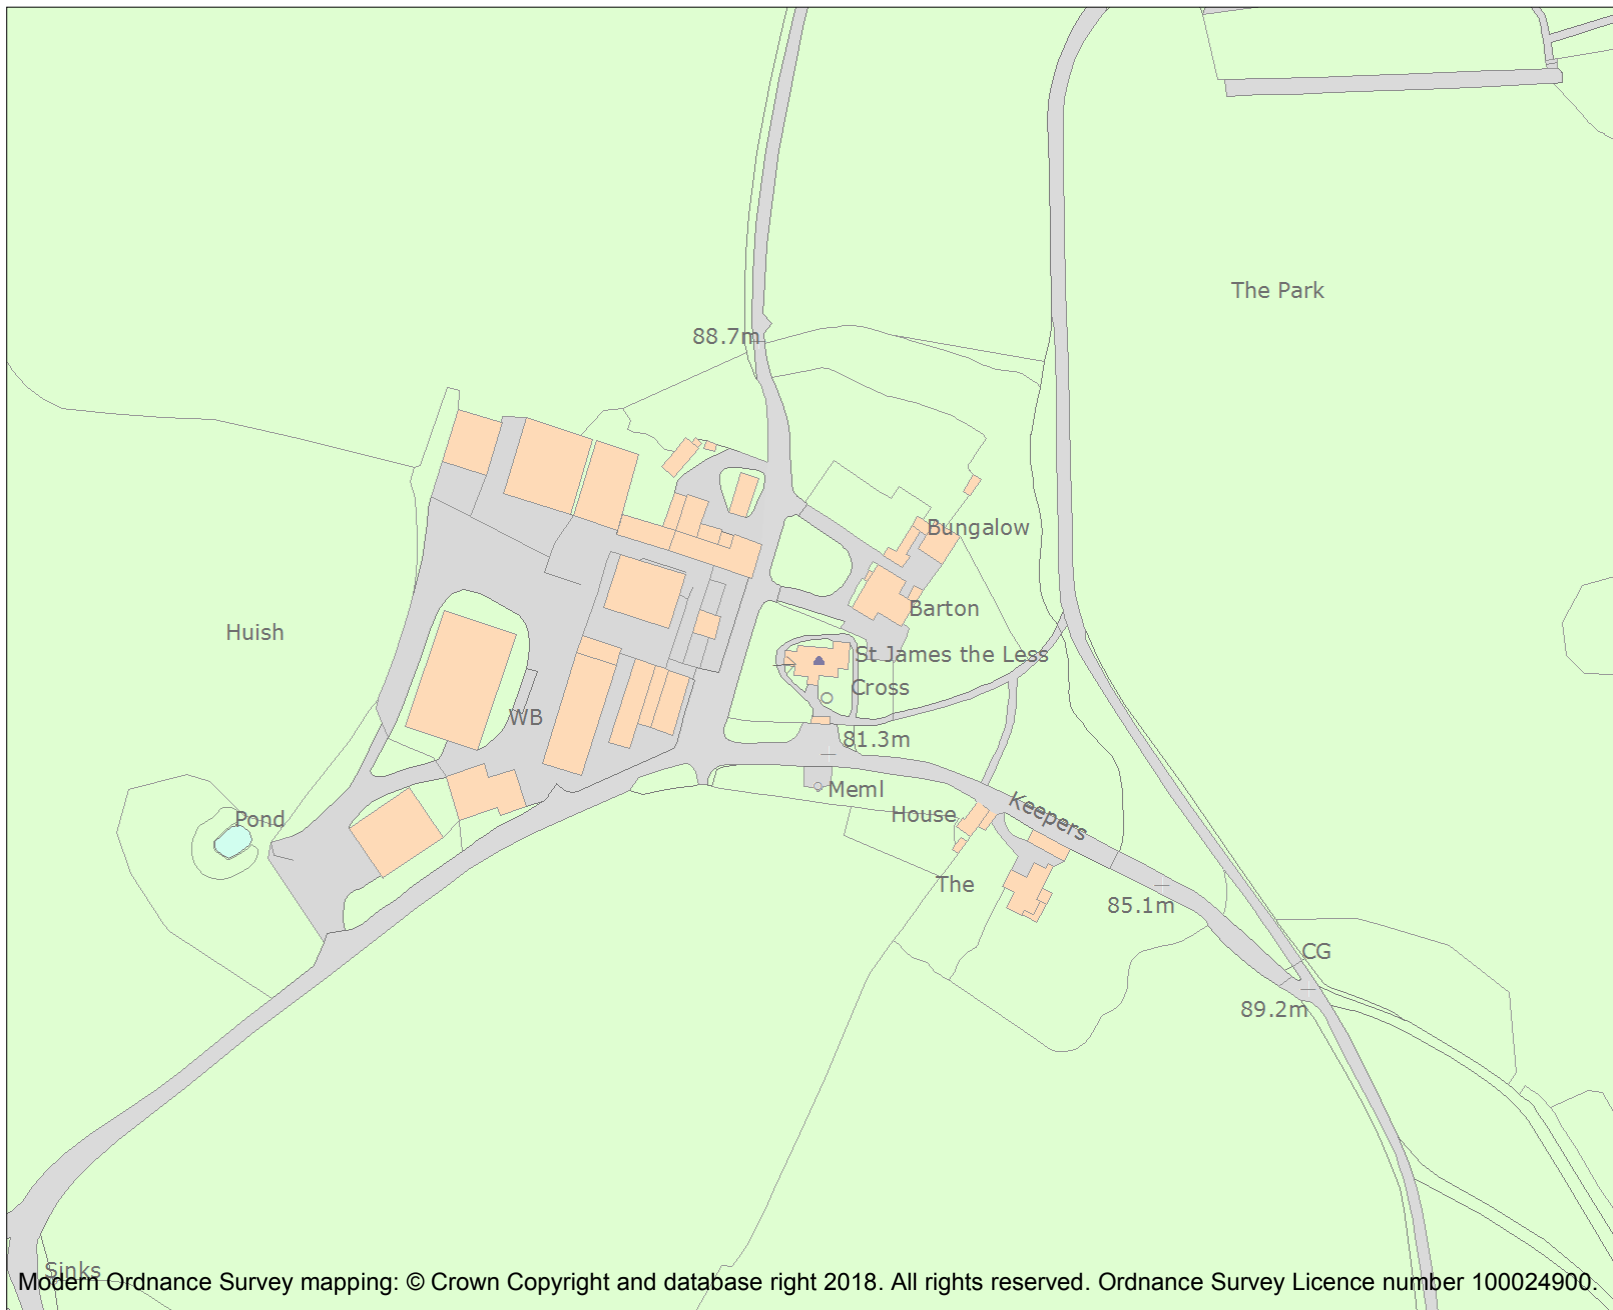 The Park
88.7m
Bungalow
Barton
Huish
St James the Less
Cross
WB
81.3m
Meml
Pond
House
Keepers
The
85.1m
CG
89.2m
Sinks
Modern Ordnance Survey mapping: © Crown Copyright and database right 2018. All rights reserved. Ordnance Survey Licence number 100024900.